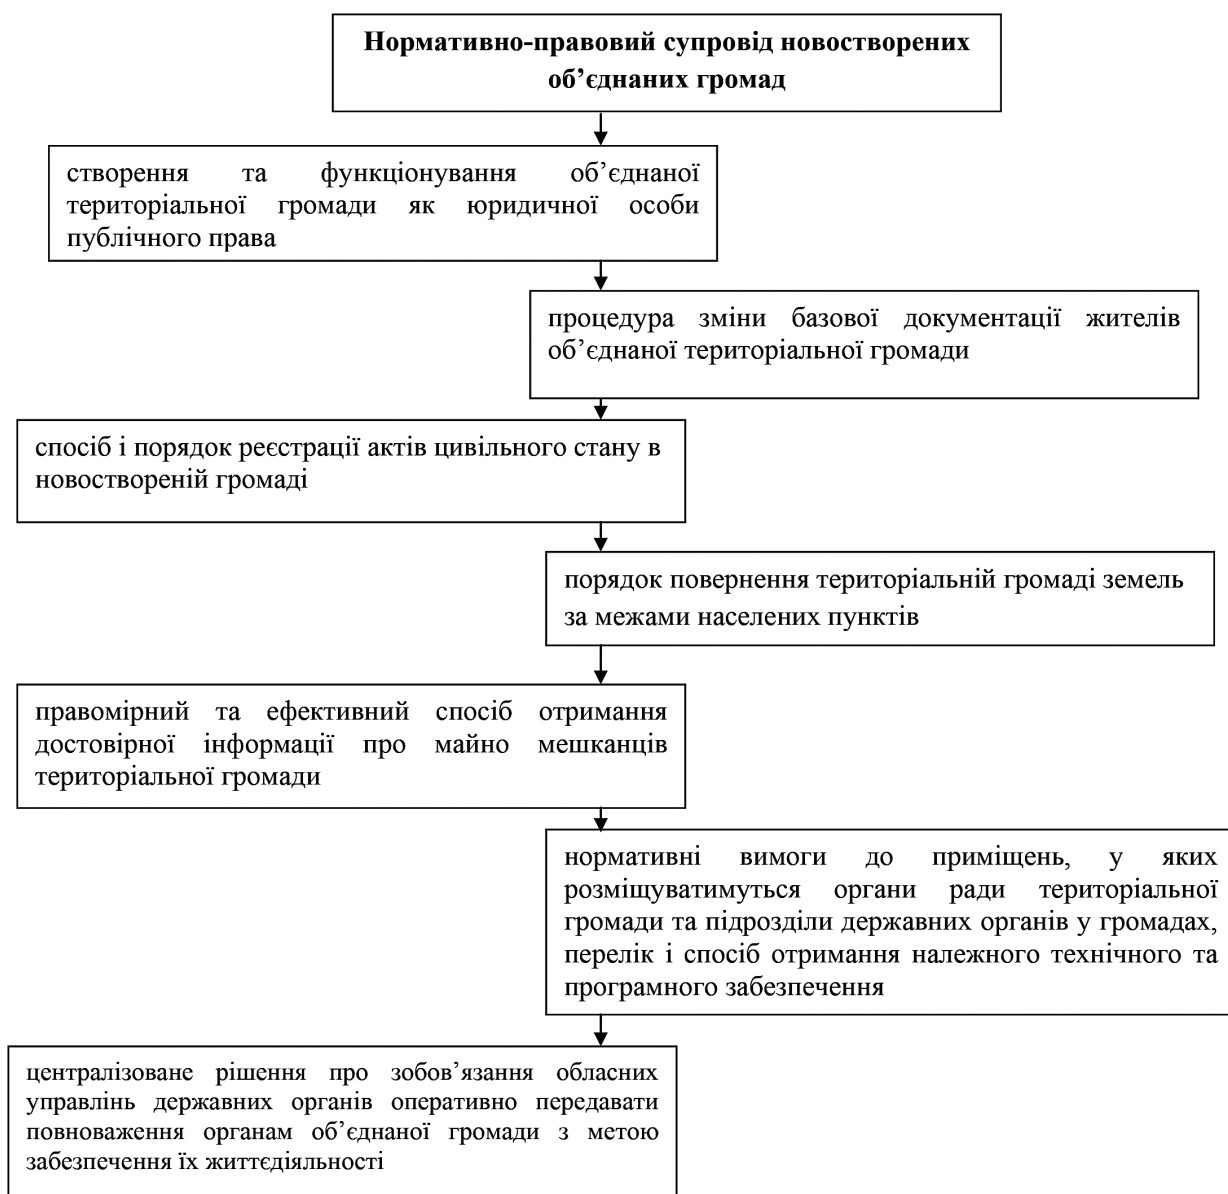 Нормативно-правовий супровід новостворених
об’єднаних громад
створення та функціонування об’єднаної
територіальної громади як юридичної особи
публічного права
процедура зміни базової документації жителів
об’єднаної територіальної громади
спосіб і порядок реєстрації актів цивільного стану в
новоствореній громаді
порядок повернення територіальній громаді земель
за межами населених пунктів
правомірний та ефективний спосіб отримання
достовірної інформації про майно мешканців
територіальної громади
нормативні вимоги до приміщень, у яких
розміщуватимуться органи ради територіальної
громади та підрозділи державних органів у громадах,
перелік і спосіб отримання належного технічного та
програмного забезпечення
централізоване рішення про зобов’язання обласних
управлінь державних органів оперативно передавати
повноваження органам об’єднаної громади з метою
забезпечення їх життєдіяльності